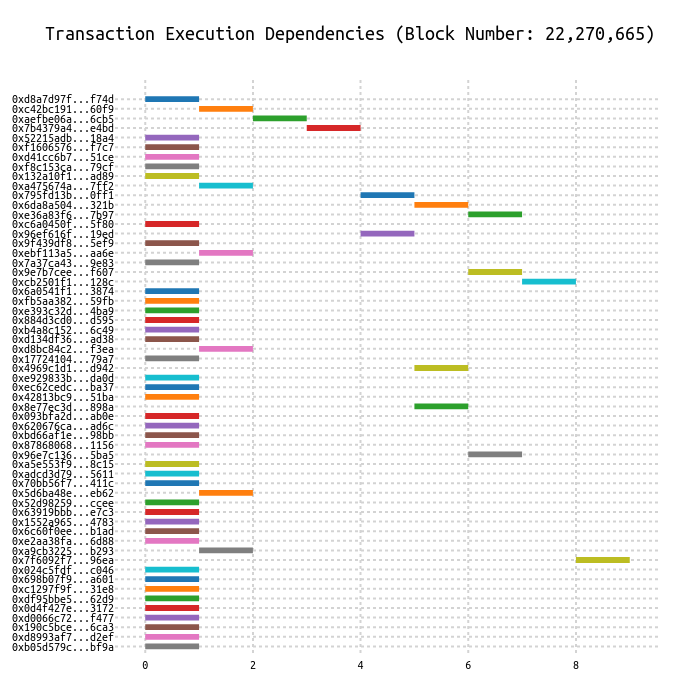 Transaction Execution Dependencies (Block Number: 22,270,665)
0xd8a7d97f...f74d
0xc42bc191...60f9
0xaefbe06a...6cb5
0x7b4379a4...e4bd
0x52215adb...18a4
0xf1606576...f7c7
0xd41cc6b7...51ce
0xf8c153ca...79cf
0x132a10f1...ad89
0xa475674a...7ff2
0x795fd13b...0ff1
0x6da8a504...321b
0xe36a83f6...7b97
0xc6a0450f...5f80
0x96ef616f...19ed
0x9f439df8...5ef9
0xebf113a5...aa6e
0x7a37ca43...9e83
0x9e7b7cee...f607
0xcb2501f1...128c
0x6a0541f1...3874
0xfb5aa382...59fb
0xe393c32d...4ba9
0x884d3cd0...d595
0xb4a8c152...6c49
0xd134df36...ad38
0xd8bc84c2...f3ea
0x17724104...79a7
0x4969c1d1...d942
0xe929833b...da0d
0xec62cedc...ba37
0x42813bc9...51ba
0x8e77ec3d...898a
0x093bfa2d...ab0e
0x620676ca...ad6c
0xbd66af1e...98bb
0x87868068...1156
0x96e7c136...5ba5
0xa5e553f9...8c15
0xadcd3d79...5611
0x70bb56f7...411c
0x5d6ba48e...eb62
0x52d98259...ccee
0x63919bbb...e7c3
0x1552a965...4783
0x6c60f0ee...b1ad
0xe2aa38fa...6d88
0xa9cb3225...b293
0x7f6092f7...96ea
0x024c5fdf...c046
0x698b07f9...a601
0xc1297f9f...31e8
0xdf95bbe5...62d9
0x0d4f427e...3172
0xd0066c72...f477
0x190c5bce...6ca3
0xd8993af7...d2ef
0xb05d579c...bf9a
0 2 4 6 8